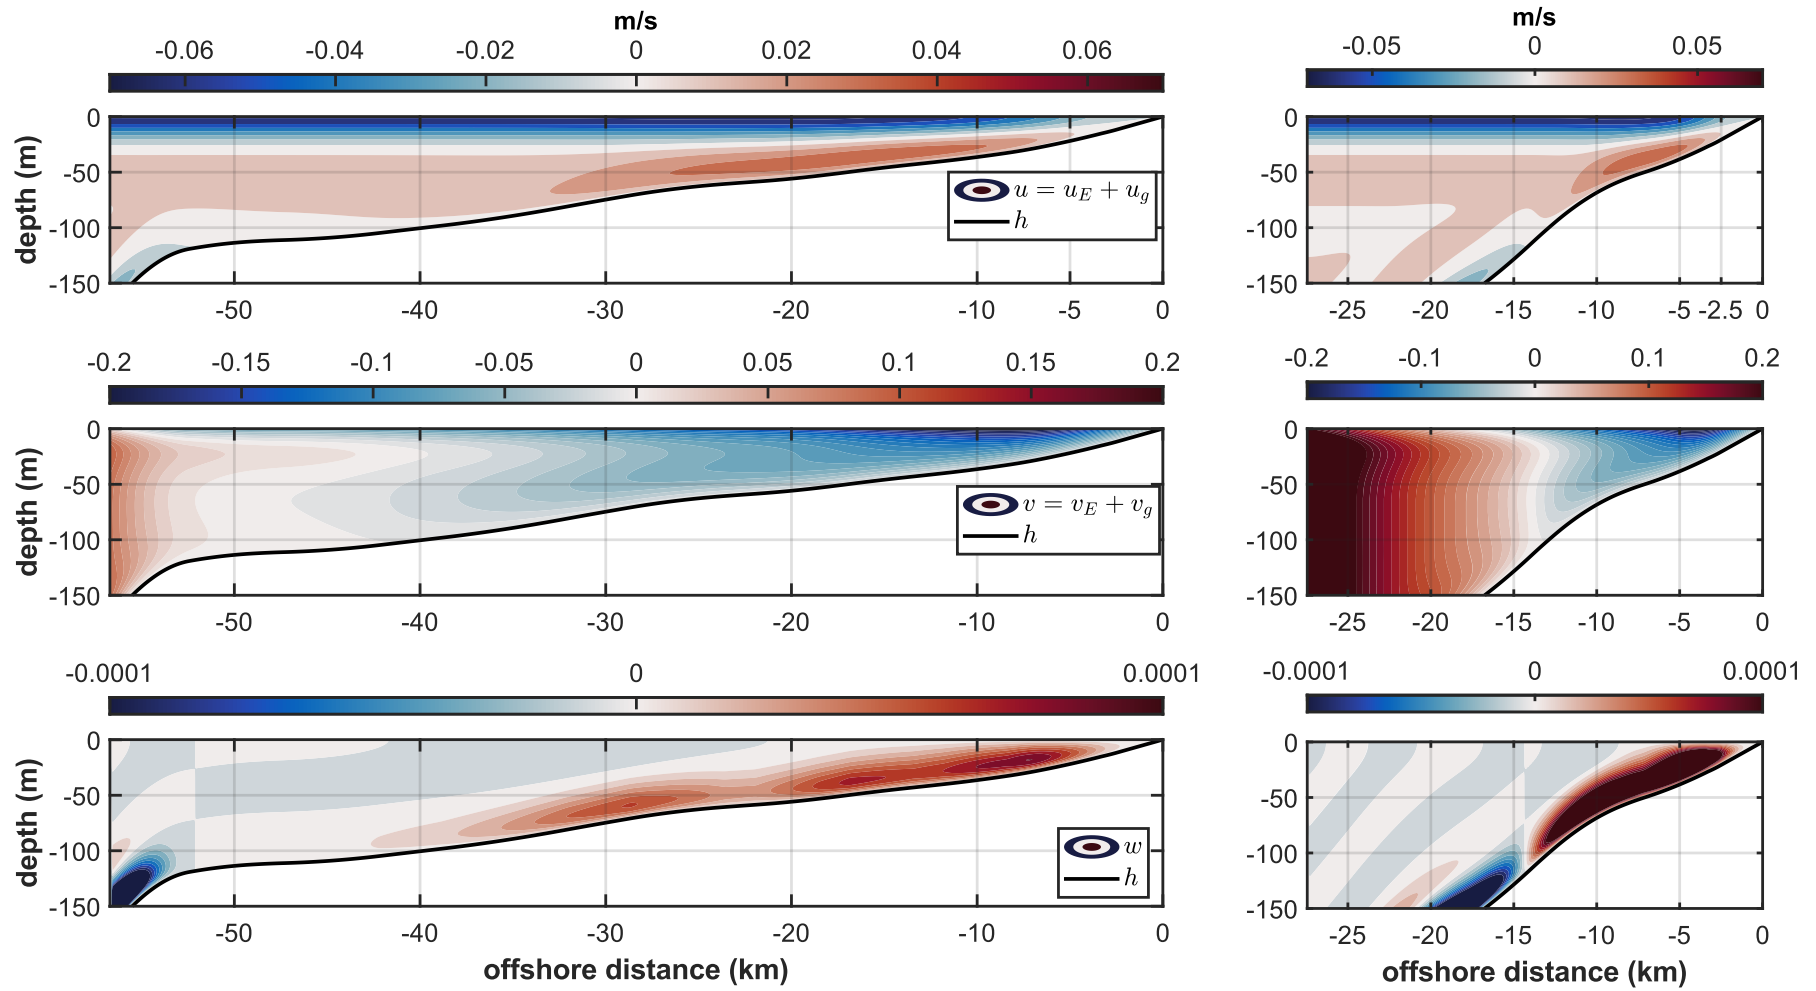 m/s
-0.06 -0.04 -0.02 0 0.02 0.04 0.06
0
-50
-100
-150
depth (m)
u = u_E + u_g
h
-50 -40 -30 -20 -10 -5 0
m/s
-0.05 0 0.05
0
-50
-100
-150
-25 -20 -15 -10 -5 -2.5 0
-0.2 -0.15 -0.1 -0.05 0 0.05 0.1 0.15 0.2
0
-50
-100
-150
depth (m)
v = v_E + v_g
h
-50 -40 -30 -20 -10 0
-0.2 -0.1 0 0.1 0.2
0
-50
-100
-150
-25 -20 -15 -10 -5 0
-0.0001 0 0.0001
0
-50
-100
-150
depth (m)
w
h
-50 -40 -30 -20 -10 0
offshore distance (km)
-0.0001 0 0.0001
0
-50
-100
-150
-25 -20 -15 -10 -5 0
offshore distance (km)